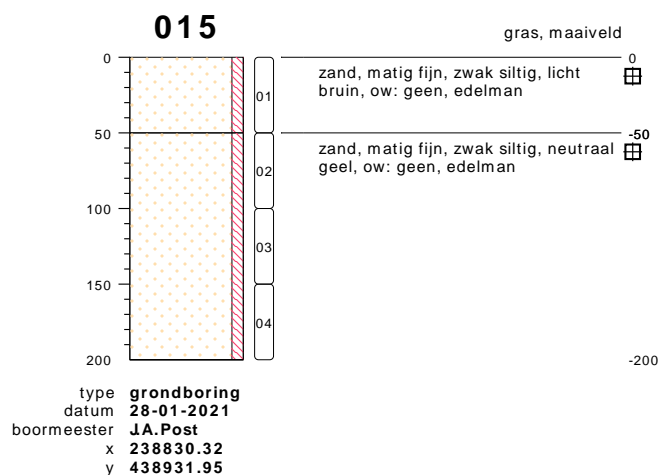 015
gras, maaiveld
0
0
zand, matig fijn, zwak siltig, licht
bruin, ow: geen, edelman
01
50
-50
zand, matig fijn, zwak siltig, neutraal
geel, ow: geen, edelman
02
100
03
150
04
200
-200
type grondboring
datum 28-01-2021
boormeester J.A.Post
x 238830.32
y 438931.95